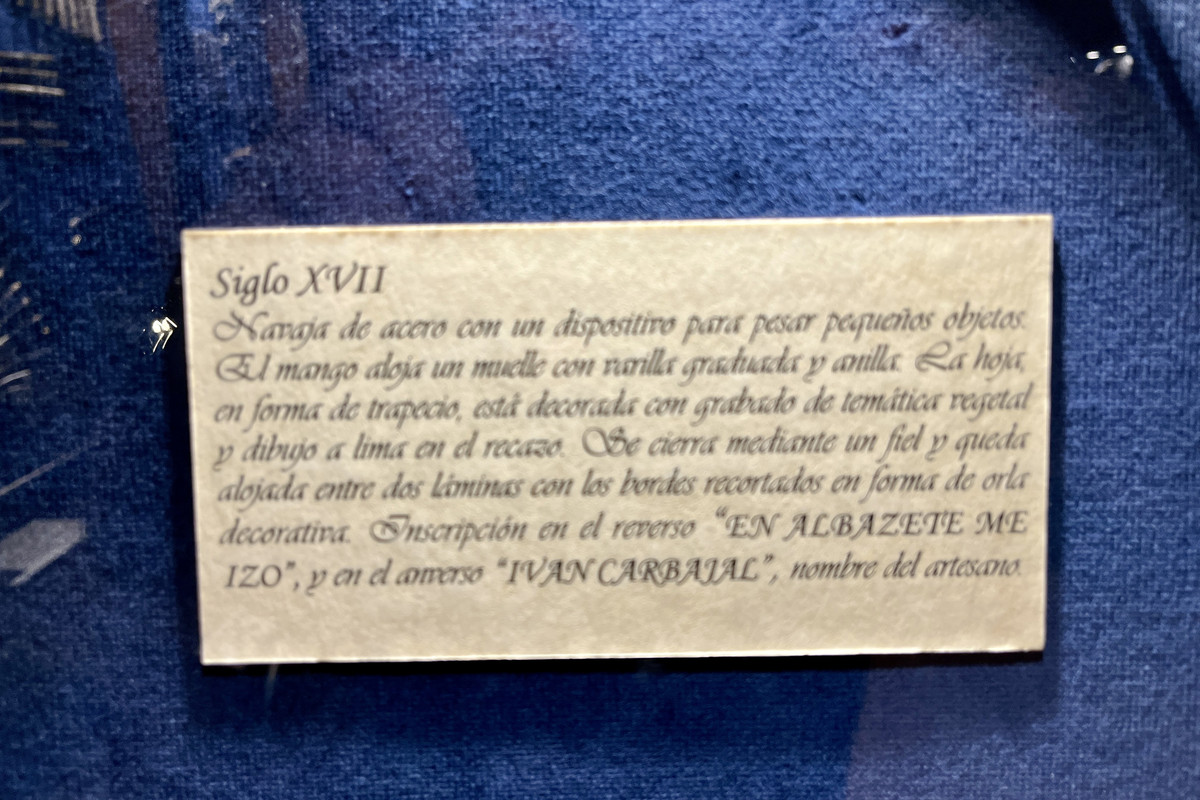 Siglo XVII
Navaja de acero con un dispositivo para pesar pequeños objetos.
El mango aloja un muelle con varilla graduada y anilla. La hoja,
en forma de trapecio, está decorada con grabado de temática vegetal
y dibujo a lima en el recazo. Se cierra mediante un fiel y queda
alojada entre dos láminas con los bordes recortados en forma de orla
decorativa. Inscripción en el reverso “EN ALBAZETE ME
IZO”, y en el anverso “IVAN CARBAJAL”, nombre del artesano.